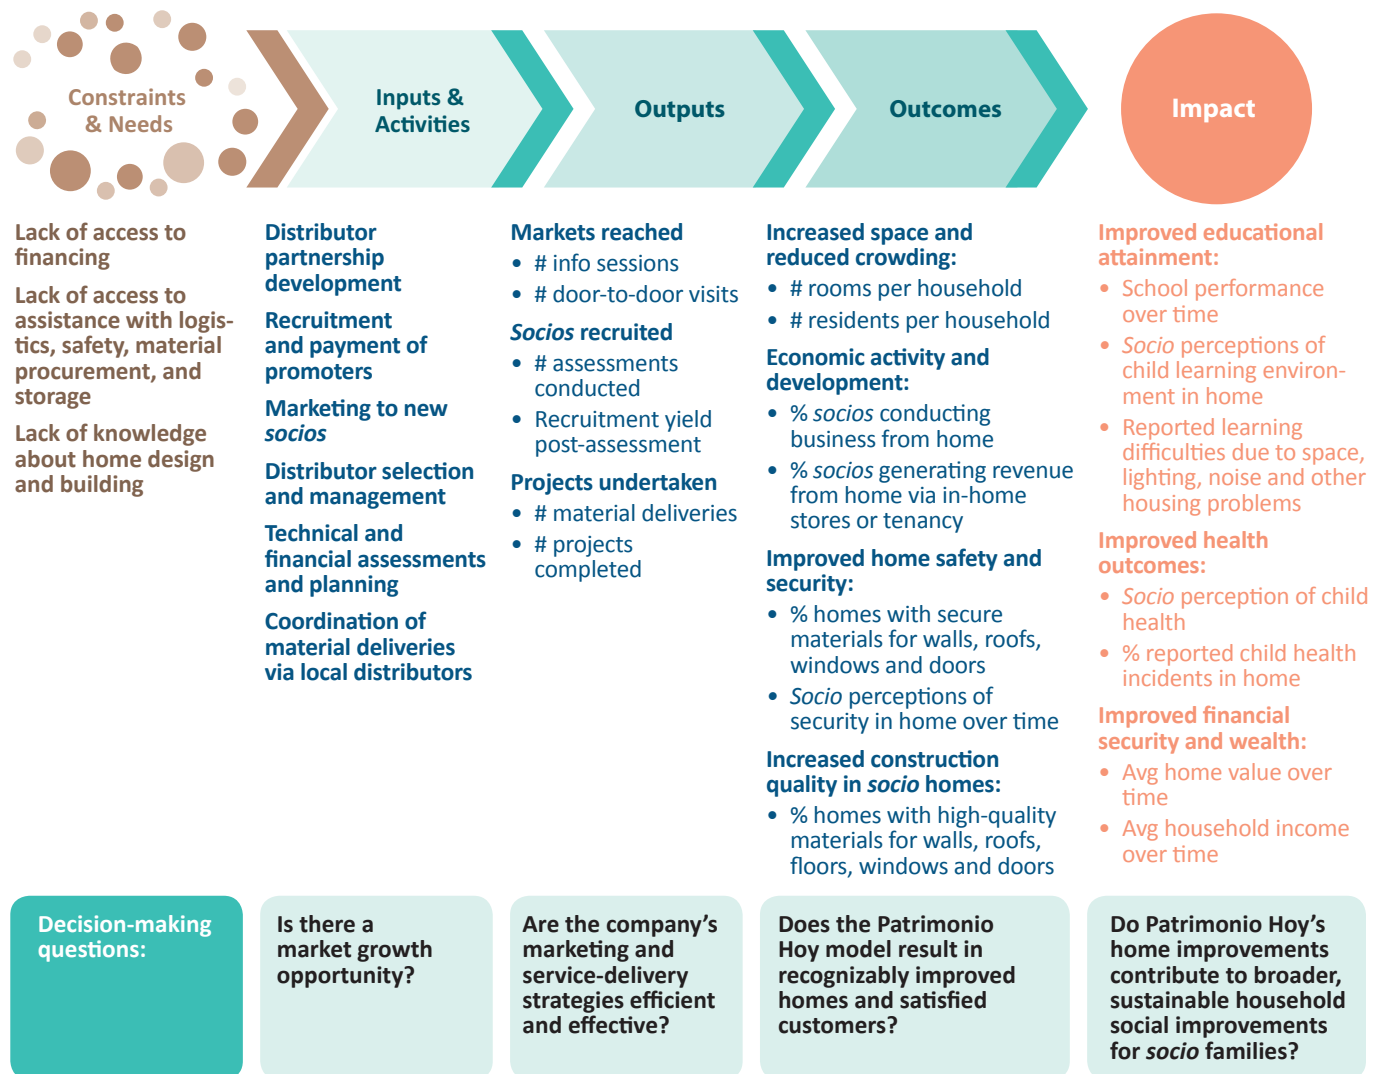 Constraints
& Needs
Inputs &
Activities
Outputs
Outcomes
Impact
Lack of access to
financing
Lack of access to
assistance with logis-
tics, safety, material
procurement, and
storage
Lack of knowledge
about home design
and building
Distributor
partnership
development
Recruitment
and payment of
promoters
Marketing to new
socios
Distributor selection
and management
Technical and
financial assessments
and planning
Coordination of
material deliveries
via local distributors
Markets reached
• # info sessions
• # door-to-door visits
Socios recruited
• # assessments
conducted
• Recruitment yield
post-assessment
Projects undertaken
• # material deliveries
• # projects
completed
Increased space and
reduced crowding:
• # rooms per household
• # residents per household
Economic activity and
development:
• % socios conducting
business from home
• % socios generating revenue
from home via in-home
stores or tenancy
Improved home safety and
security:
• % homes with secure
materials for walls, roofs,
windows and doors
• Socio perceptions of
security in home over time
Increased construction
quality in socio homes:
• % homes with high-quality
materials for walls, roofs,
floors, windows and doors
Improved educational
attainment:
• School performance
over time
• Socio perceptions of
child learning environ-
ment in home
• Reported learning
difficulties due to space,
lighting, noise and other
housing problems
Improved health
outcomes:
• Socio perception of child
health
• % reported child health
incidents in home
Improved financial
security and wealth:
• Avg home value over
time
• Avg household income
over time
Decision-making
questions:
Is there a
market growth
opportunity?
Are the company’s
marketing and
service-delivery
strategies efficient
and effective?
Does the Patrimonio
Hoy model result in
recognizably improved
homes and satisfied
customers?
Do Patrimonio Hoy’s
home improvements
contribute to broader,
sustainable household
social improvements
for socio families?